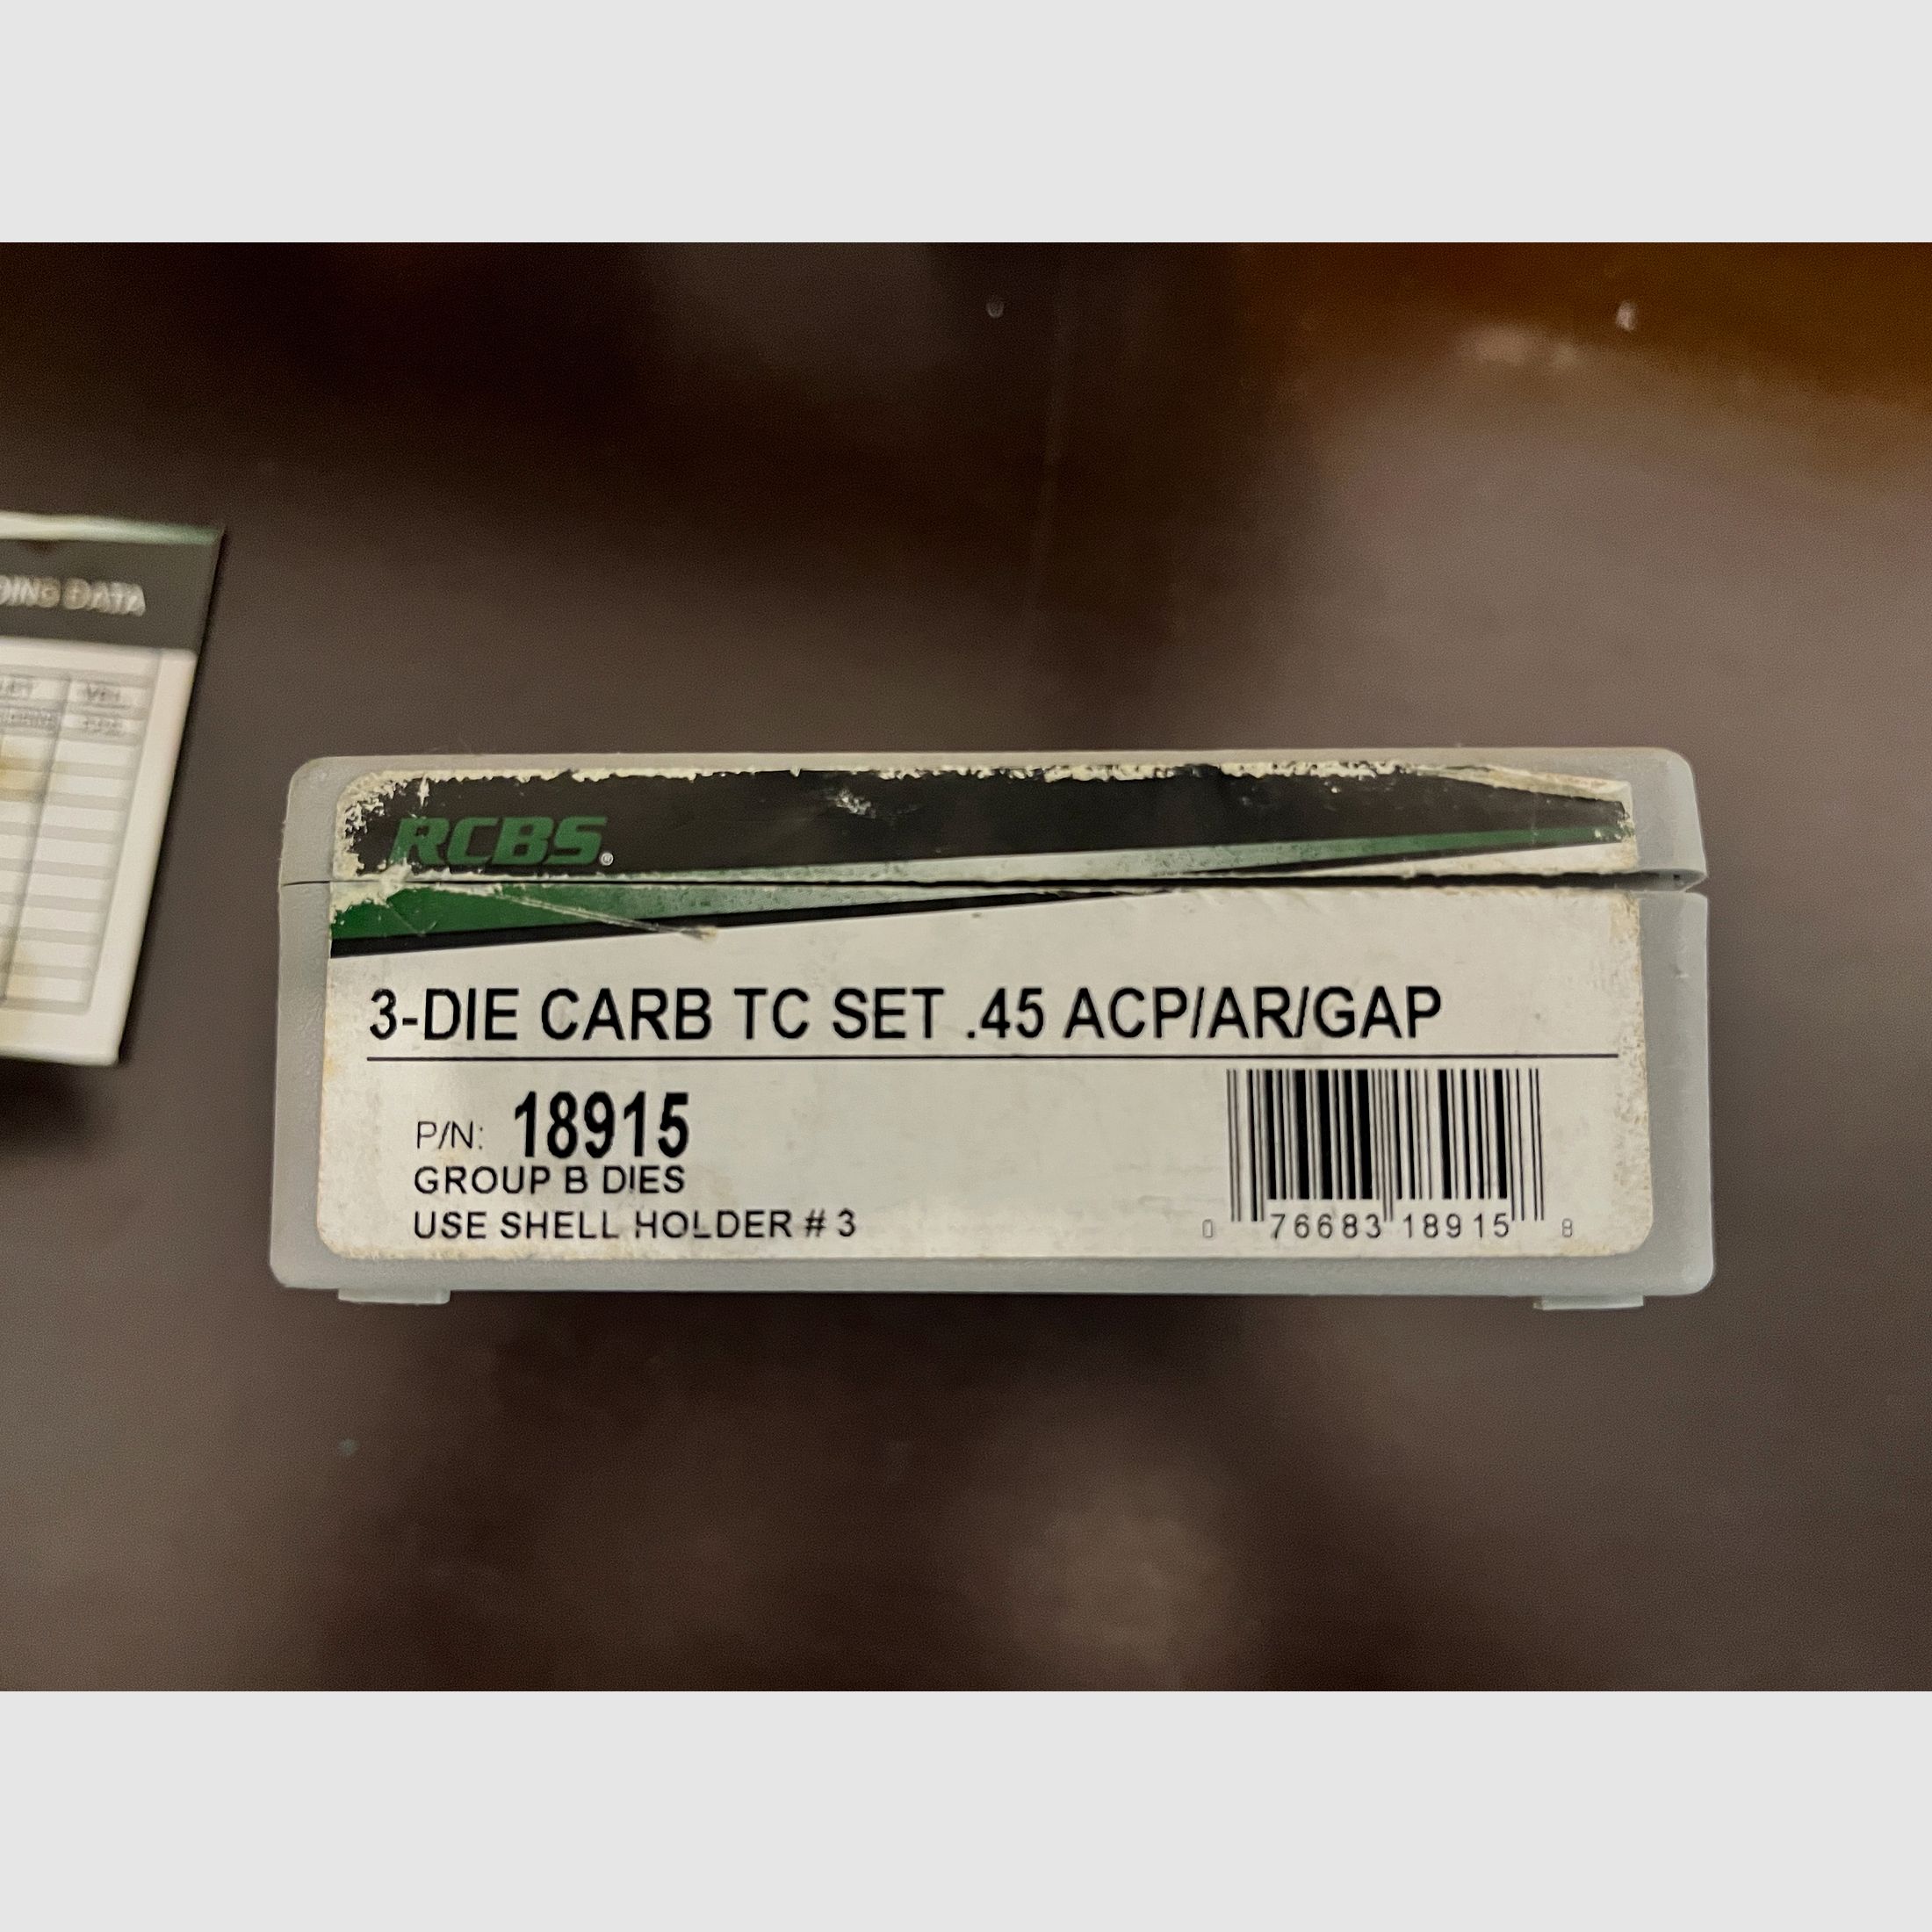 DATA
RCBS®
3-DIE CARB TC SET .45 ACP/AR/GAP
P/N: 18915
GROUP B DIES
USE SHELL HOLDER # 3
0 76683 18915 8